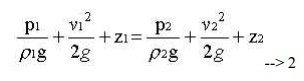 p₁/ρ₁g + v₁²/2g + z₁ = p₂/ρ₂g + v₂²/2g + z₂ --> 2